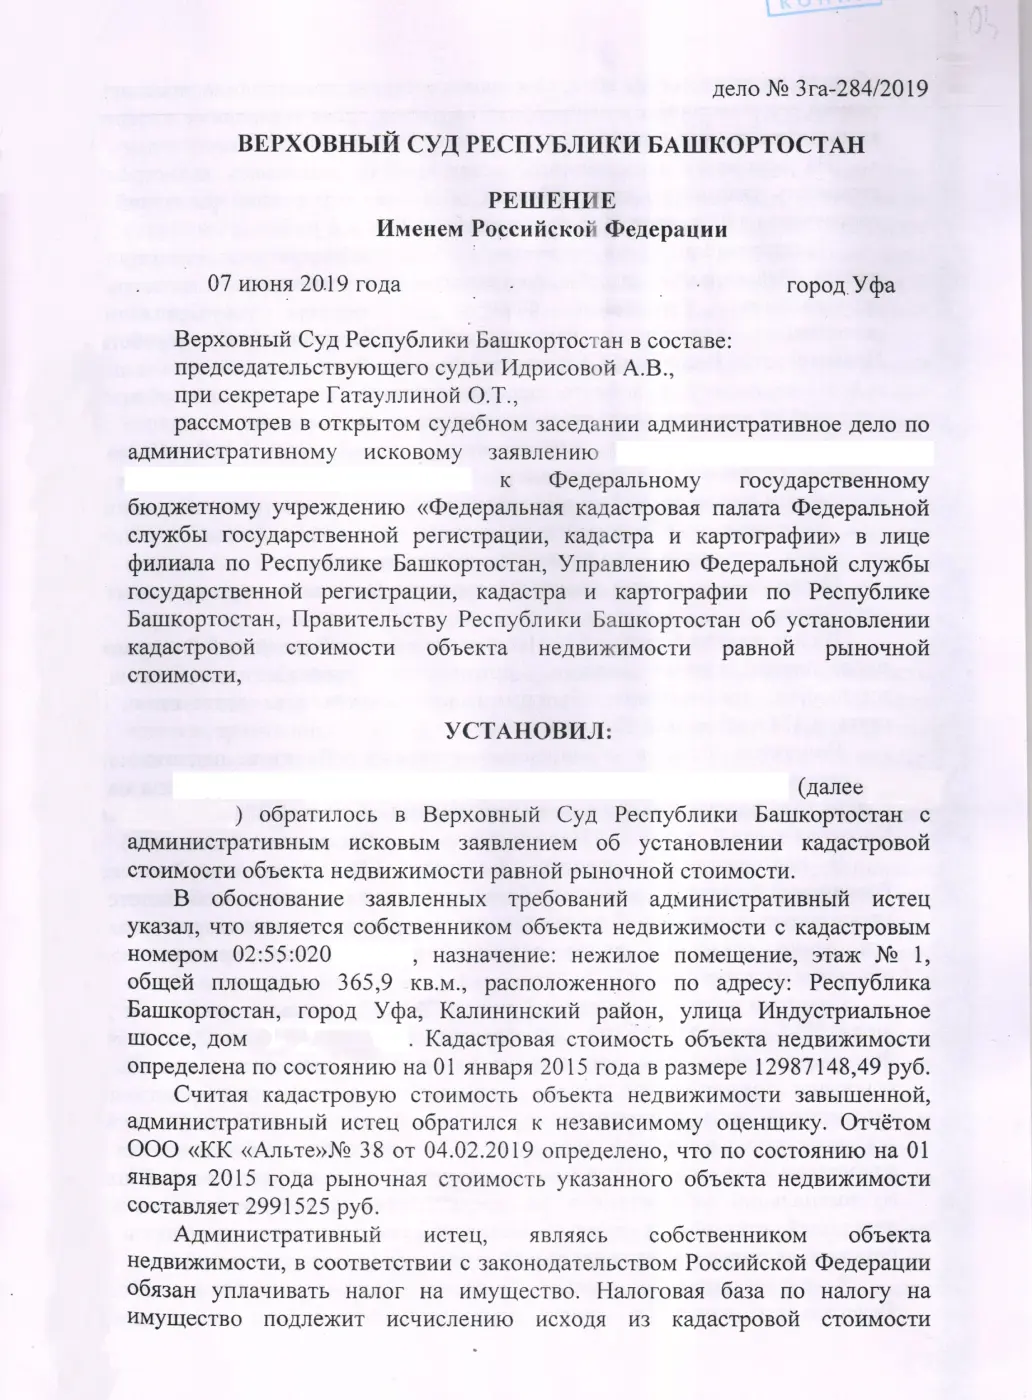 дело № 3га-284/2019
ВЕРХОВНЫЙ СУД РЕСПУБЛИКИ БАШКОРТОСТАН
РЕШЕНИЕ
Именем Российской Федерации
07 июня 2019 года город Уфа
Верховный Суд Республики Башкортостан в составе:
председательствующего судьи Идрисовой А.В.,
при секретаре Гатауллиной О.Т.,
рассмотрев в открытом судебном заседании административное дело по
административному исковому заявлению
к Федеральному государственному
бюджетному учреждению «Федеральная кадастровая палата Федеральной
службы государственной регистрации, кадастра и картографии» в лице
филиала по Республике Башкортостан, Управлению Федеральной службы
государственной регистрации, кадастра и картографии по Республике
Башкортостан, Правительству Республики Башкортостан об установлении
кадастровой стоимости объекта недвижимости равной рыночной
стоимости,
УСТАНОВИЛ:
(далее
) обратилось в Верховный Суд Республики Башкортостан с
административным исковым заявлением об установлении кадастровой
стоимости объекта недвижимости равной рыночной стоимости.
В обоснование заявленных требований административный истец
указал, что является собственником объекта недвижимости с кадастровым
номером 02:55:020 , назначение: нежилое помещение, этаж № 1,
общей площадью 365,9 кв.м., расположенного по адресу: Республика
Башкортостан, город Уфа, Калининский район, улица Индустриальное
шоссе, дом . Кадастровая стоимость объекта недвижимости
определена по состоянию на 01 января 2015 года в размере 12987148,49 руб.
Считая кадастровую стоимость объекта недвижимости завышенной,
административный истец обратился к независимому оценщику. Отчётом
ООО «КК «Альте»№ 38 от 04.02.2019 определено, что по состоянию на 01
января 2015 года рыночная стоимость указанного объекта недвижимости
составляет 2991525 руб.
Административный истец, являясь собственником объекта
недвижимости, в соответствии с законодательством Российской Федерации
обязан уплачивать налог на имущество. Налоговая база по налогу на
имущество подлежит исчислению исходя из кадастровой стоимости